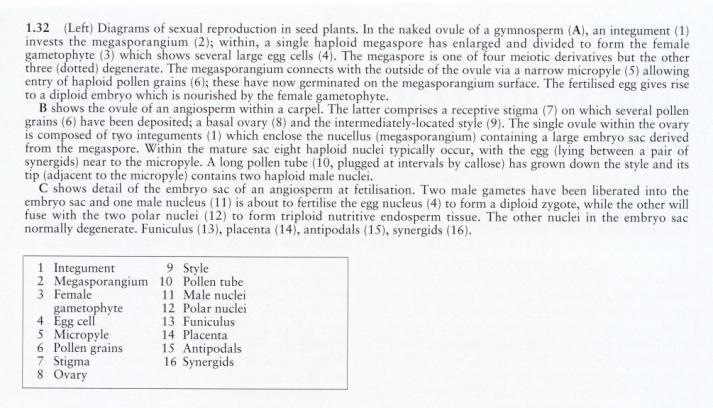 1.32 (Left) Diagrams of sexual reproduction in seed plants. In the naked ovule of a gymnosperm (A), an integument (1)
invests the megasporangium (2); within, a single haploid megaspore has enlarged and divided to form the female
gametophyte (3) which shows several large egg cells (4). The megaspore is one of four meiotic derivatives but the other
three (dotted) degenerate. The megasporangium connects with the outside of the ovule via a narrow micropyle (5) allowing
entry of haploid pollen grains (6); these have now germinated on the megasporangium surface. The fertilised egg gives rise
to a diploid embryo which is nourished by the female gametophyte.
B shows the ovule of an angiosperm within a carpel. The latter comprises a receptive stigma (7) on which several pollen
grains (6) have been deposited; a basal ovary (8) and the intermediately-located style (9). The single ovule within the ovary
is composed of two integuments (1) which enclose the nucellus (megasporangium) containing a large embryo sac derived
from the megaspore. Within the mature sac eight haploid nuclei typically occur, with the egg (lying between a pair of
synergids) near to the micropyle. A long pollen tube (10, plugged at intervals by callose) has grown down the style and its
tip (adjacent to the micropyle) contains two haploid male nuclei.
C shows detail of the embryo sac of an angiosperm at fetilisation. Two male gametes have been liberated into the
embryo sac and one male nucleus (11) is about to fertilise the egg nucleus (4) to form a diploid zygote, while the other will
fuse with the two polar nuclei (12) to form triploid nutritive endosperm tissue. The other nuclei in the embryo sac
normally degenerate. Funiculus (13), placenta (14), antipodals (15), synergids (16).
1 Integument
2 Megasporangium
3 Female
gametophyte
4 Egg cell
5 Micropyle
6 Pollen grains
7 Stigma
8 Ovary
9 Style
10 Pollen tube
11 Male nuclei
12 Polar nuclei
13 Funiculus
14 Placenta
15 Antipodals
16 Synergids